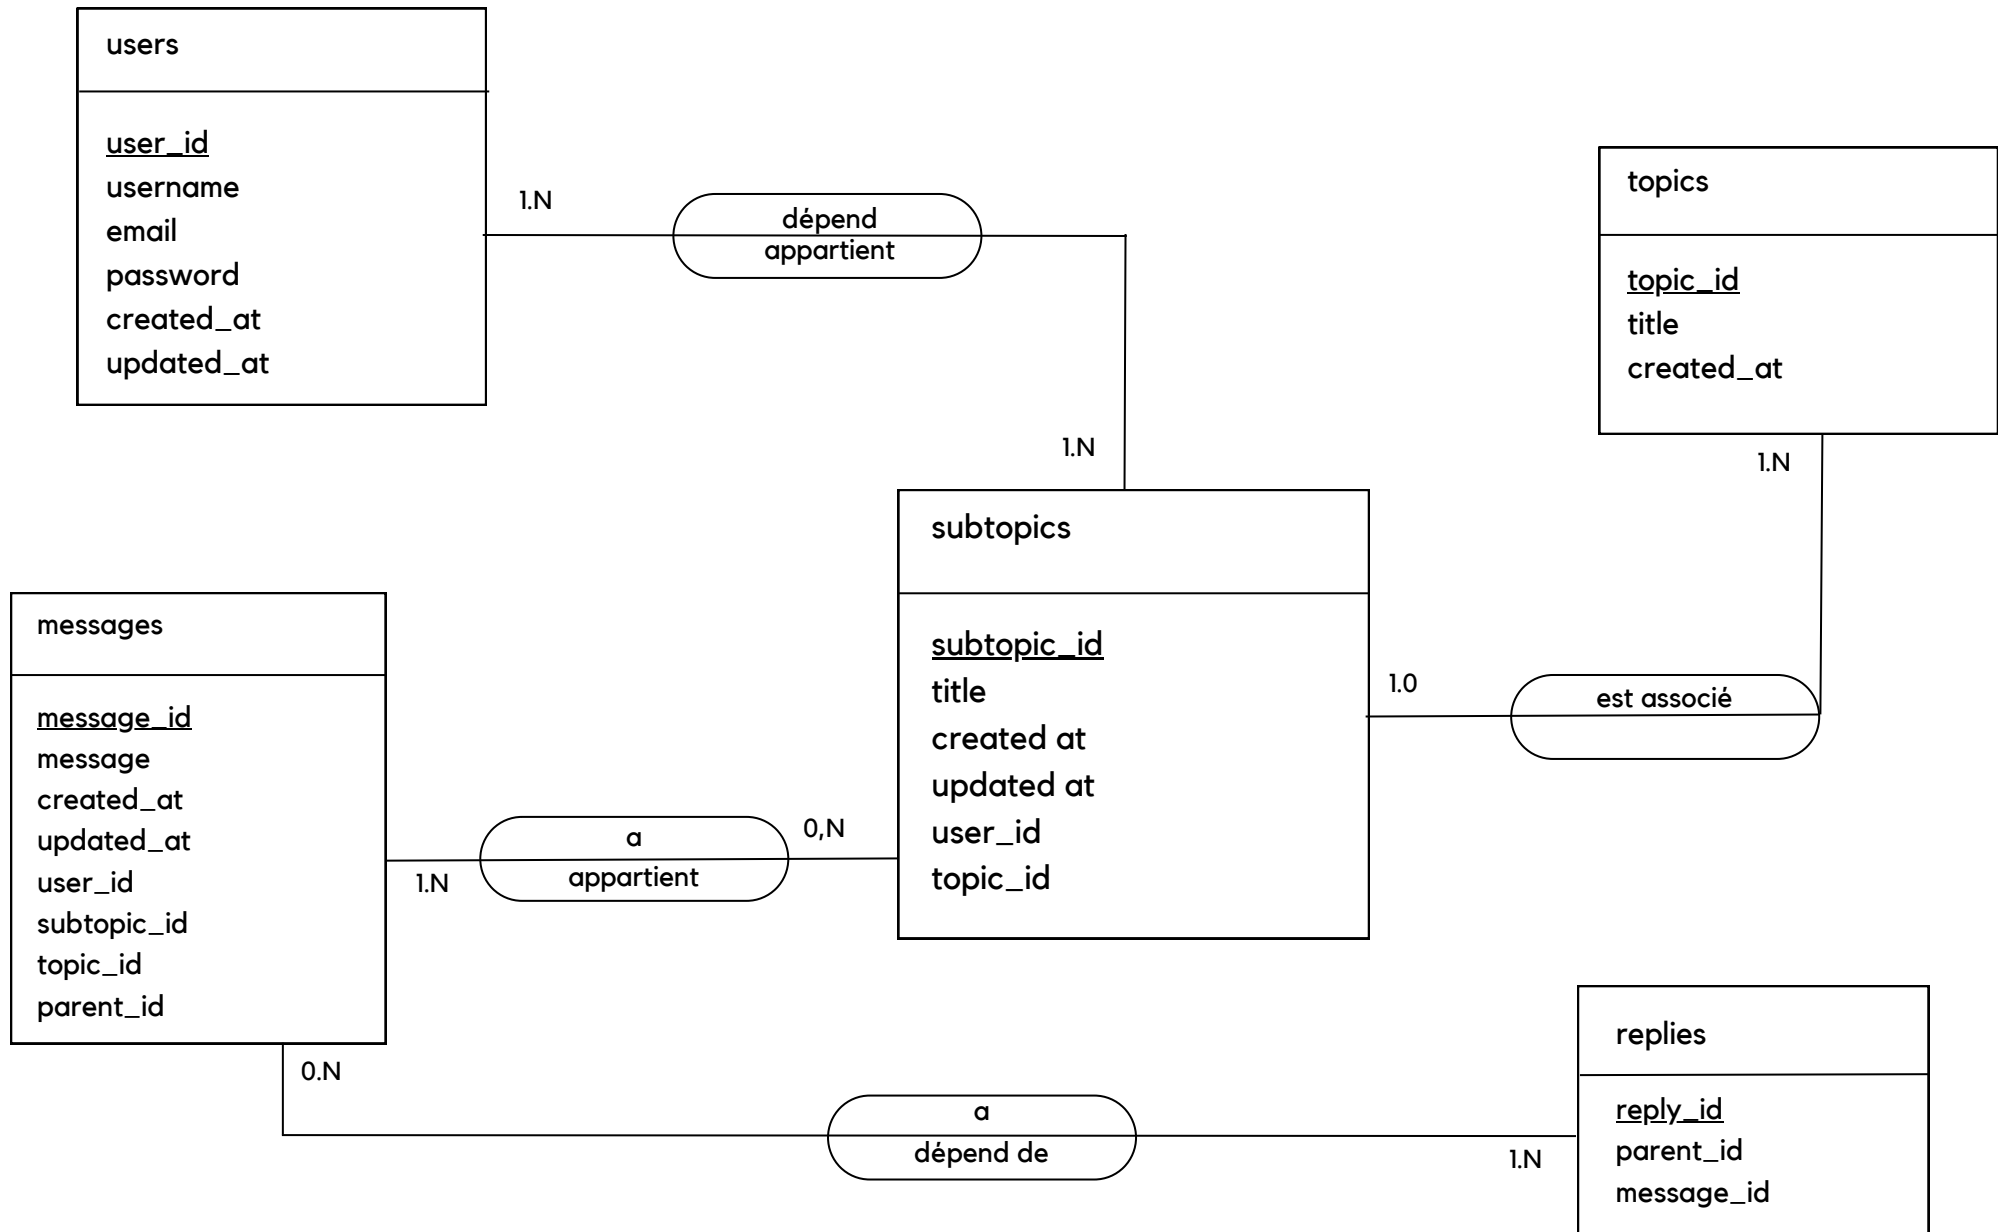 users
user_id
username
email
password
created_at
updated_at
1.N
dépend
appartient
1.N
topics
topic_id
title
created_at
1.N
subtopics
subtopic_id
title
created at
updated at
user_id
topic_id
1.0
est associé
messages
message_id
message
created_at
updated_at
user_id
subtopic_id
topic_id
parent_id
1.N
a
appartient
0,N
0.N
a
dépend de
1.N
replies
reply_id
parent_id
message_id